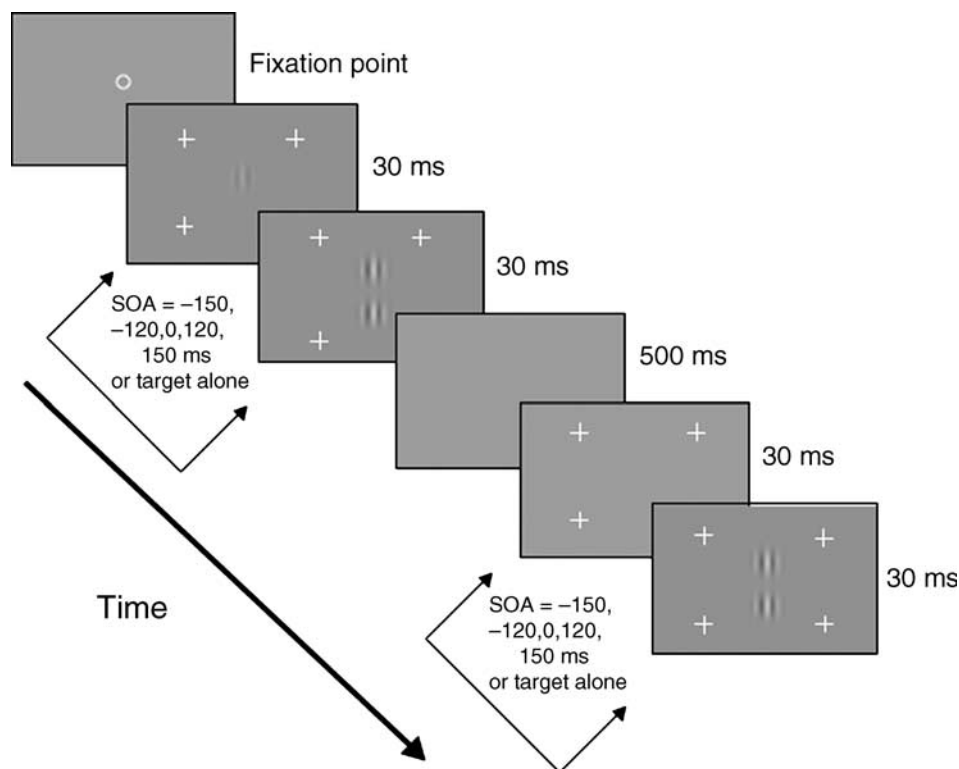 Fixation point
30 ms
30 ms
SOA = –150,
–120,0,120,
150 ms
or target alone
500 ms
30 ms
30 ms
Time
SOA = –150,
–120,0,120,
150 ms
or target alone